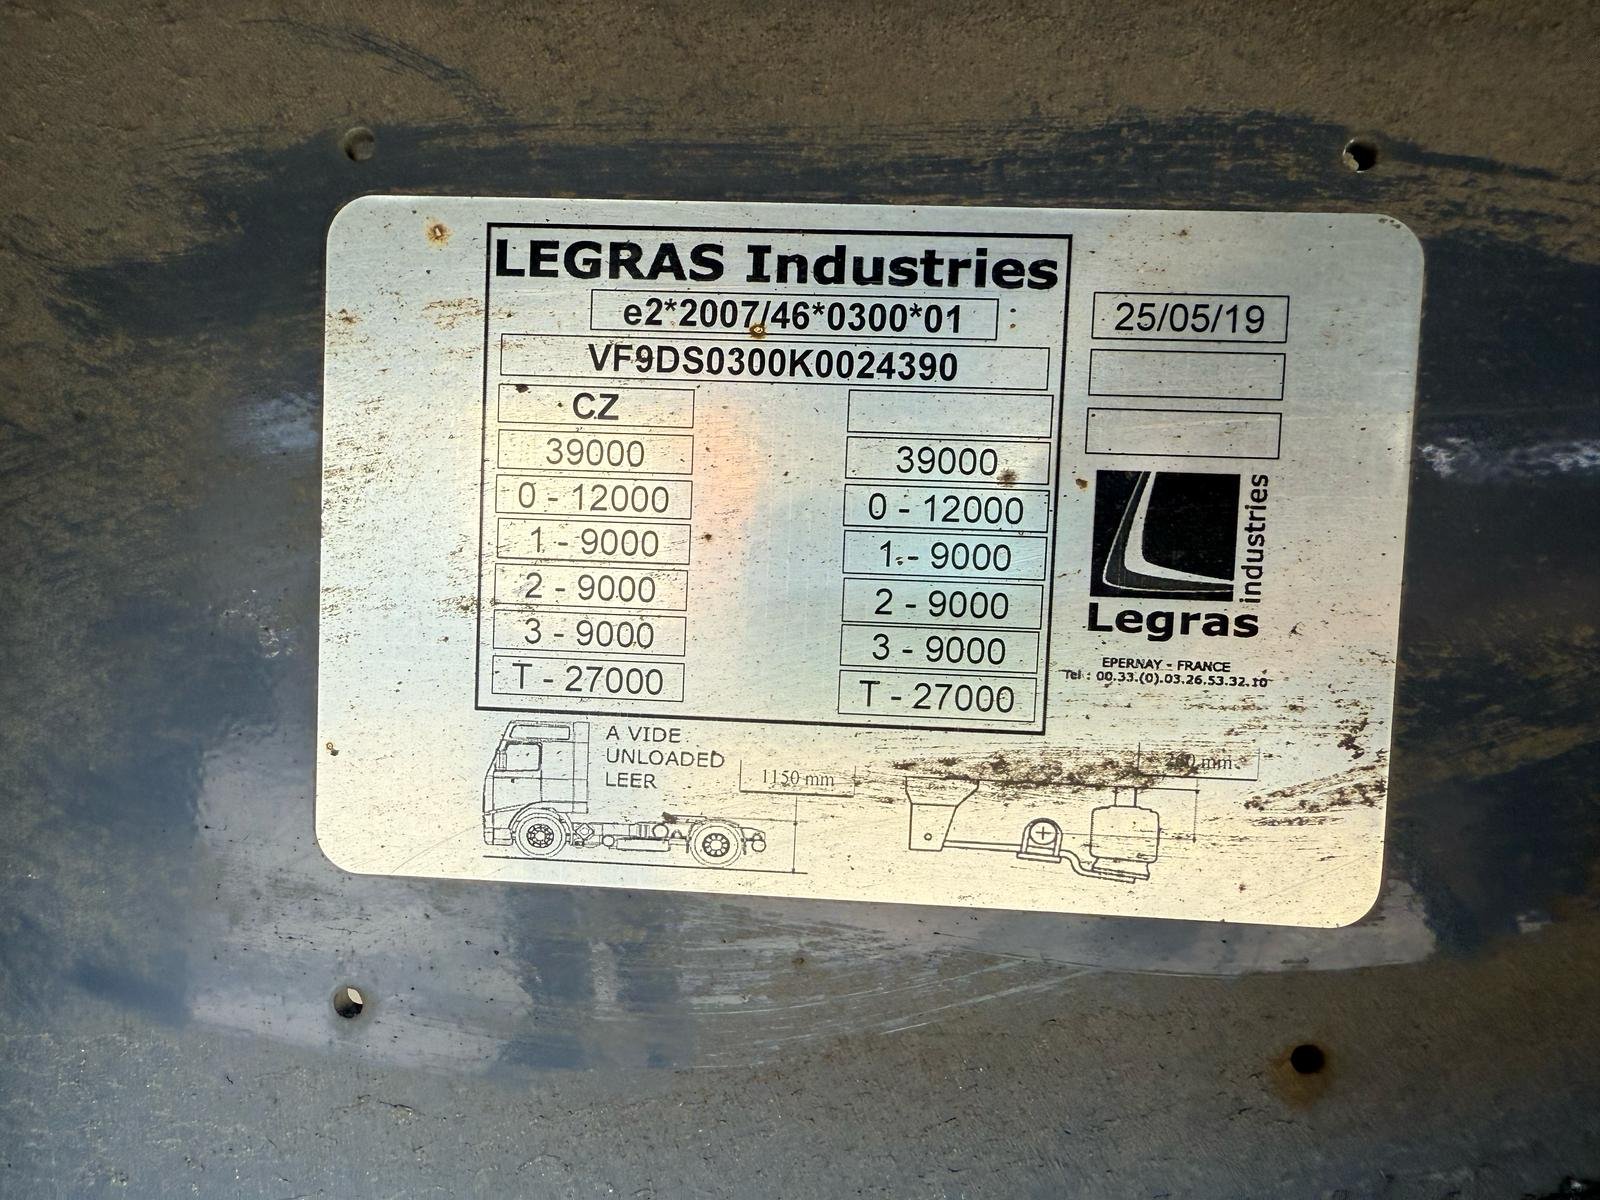 LEGRAS Industries
e2*2007/46*0300*01
VF9DS0300K0024390
CZ
39000
0 - 12000
1 - 9000
2 - 9000
3 - 9000
T - 27000
39000
0 - 12000
1 - 9000
2 - 9000
3 - 9000
T - 27000
25/05/19
industries
Legras
EPERNAY - FRANCE
Tel : 00.33.(0).03.26.53.32.10
A VIDE
UNLOADED
LEER
1150 mm
mm